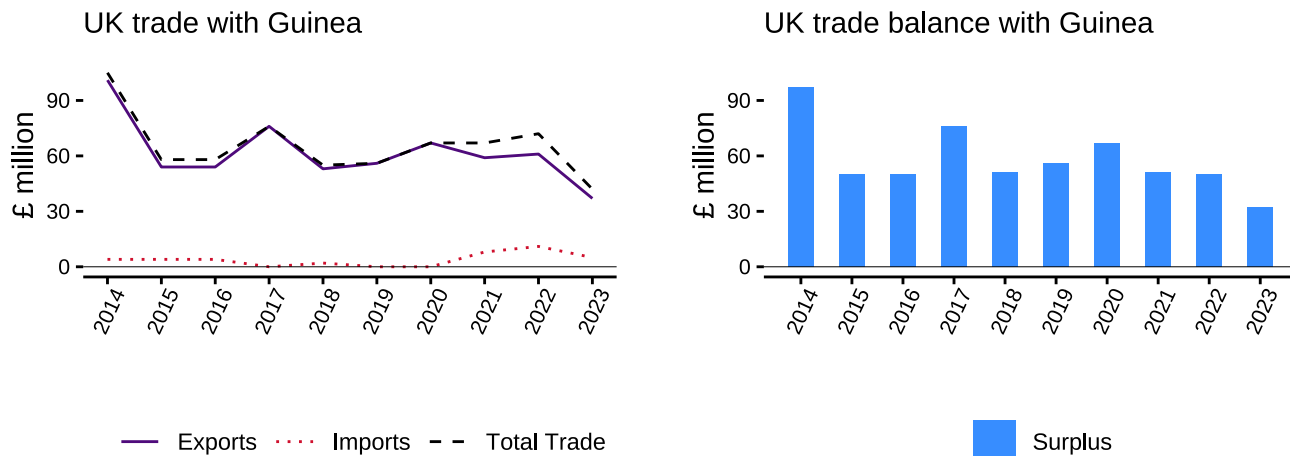 UK trade with Guinea
£ million
90
60
30
0
2014 2015 2016 2017 2018 2019 2020 2021 2022 2023
Exports Imports Total Trade
UK trade balance with Guinea
£ million
90
60
30
0
2014 2015 2016 2017 2018 2019 2020 2021 2022 2023
Surplus